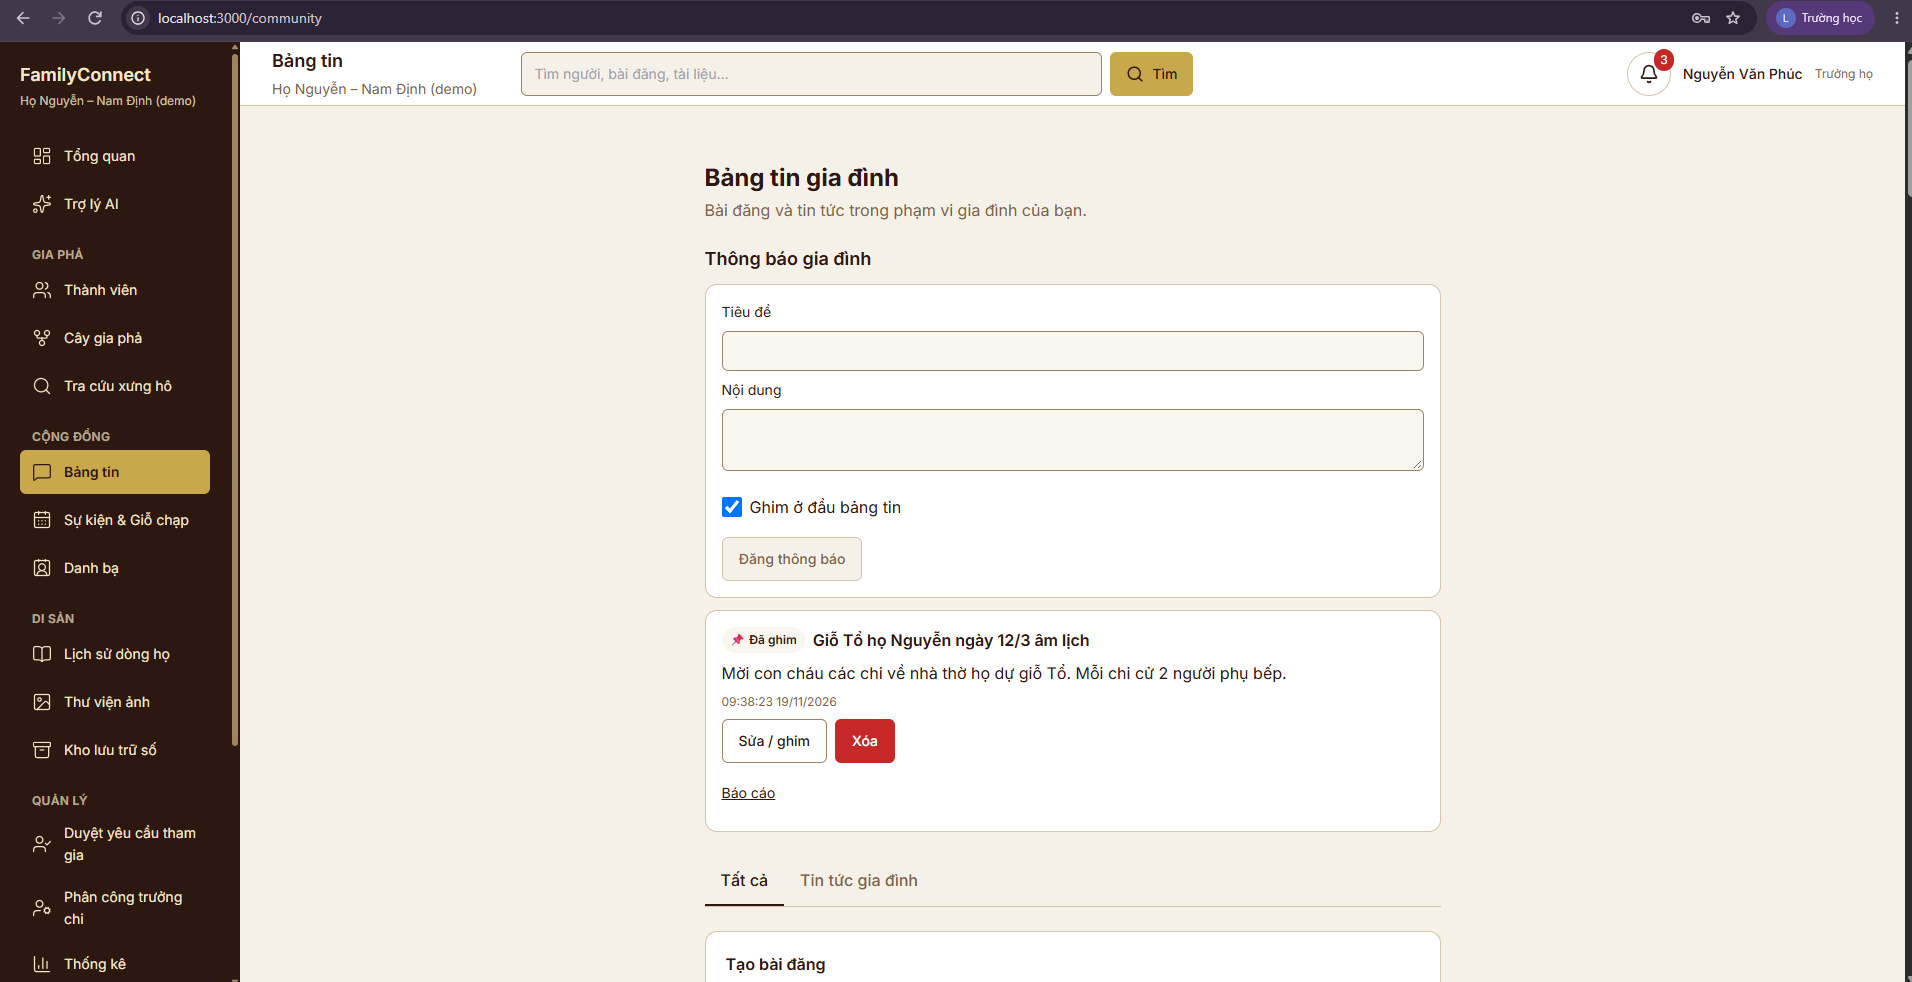 localhost:3000/community
L Trường học
FamilyConnect
Họ Nguyễn – Nam Định (demo)
Tổng quan
Trợ lý AI
GIA PHẢ
Thành viên
Cây gia phả
Tra cứu xưng hô
CỘNG ĐỒNG
Bảng tin
Sự kiện & Giỗ chạp
Danh bạ
DI SẢN
Lịch sử dòng họ
Thư viện ảnh
Kho lưu trữ số
QUẢN LÝ
Duyệt yêu cầu tham
gia
Phân công trưởng
chi
Thống kê
Bảng tin
Họ Nguyễn – Nam Định (demo)
Tìm người, bài đăng, tài liệu...
Tìm
3
Nguyễn Văn Phúc Trưởng họ
Bảng tin gia đình
Bài đăng và tin tức trong phạm vi gia đình của bạn.
Thông báo gia đình
Tiêu đề
Nội dung
Ghim ở đầu bảng tin
Đăng thông báo
Đã ghim Giỗ Tổ họ Nguyễn ngày 12/3 âm lịch
Mời con cháu các chi về nhà thờ họ dự giỗ Tổ. Mỗi chi cử 2 người phụ bếp.
09:38:23 19/11/2026
Sửa / ghim Xóa
Báo cáo
Tất cả Tin tức gia đình
Tạo bài đăng